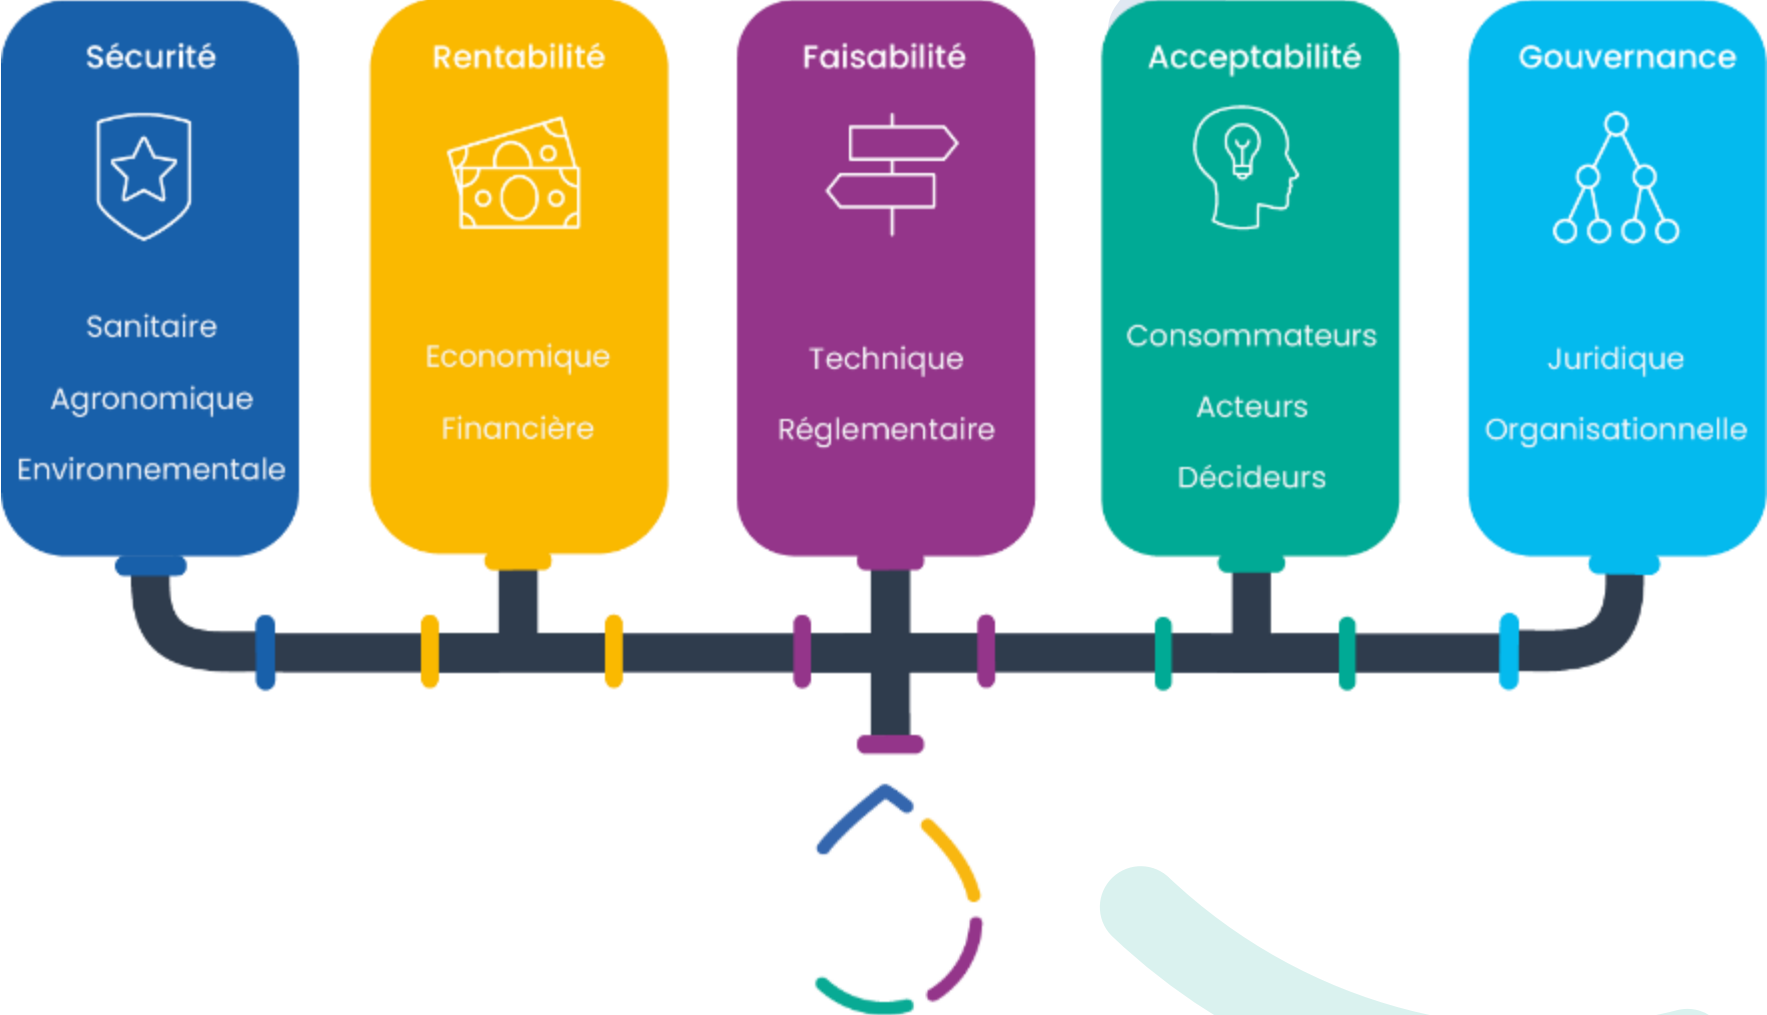 Sécurité
Sanitaire
Agronomique
Environnementale
Rentabilité
Economique
Financière
Faisabilité
Technique
Réglementaire
Acceptabilité
Consommateurs
Acteurs
Décideurs
Gouvernance
Juridique
Organisationnelle